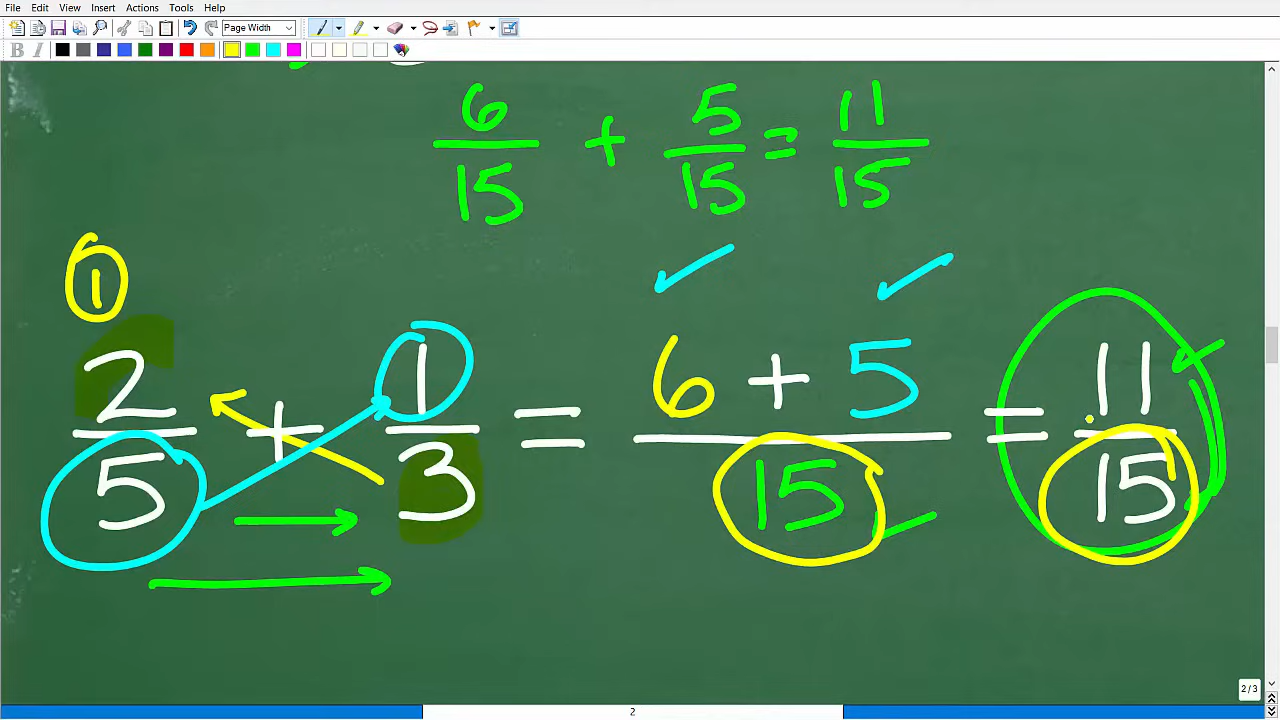 File Edit View Insert Actions Tools Help
Page Width
B I
6/15 + 5/15 = 11/15
1
2/5 + 1/3 = 6 + 5/15 = 11/15
2/3
2